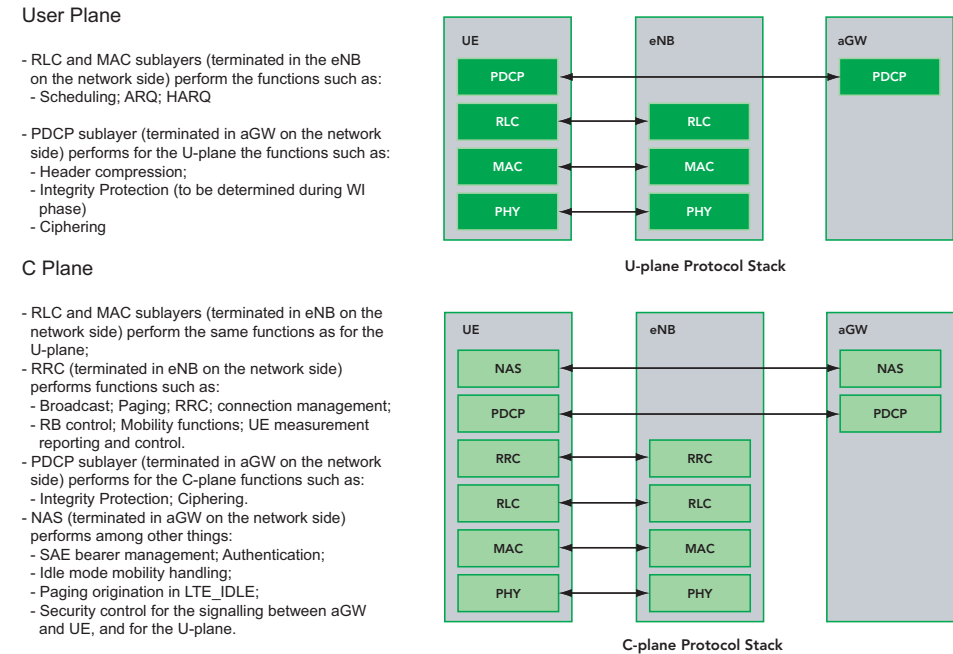 User Plane
- RLC and MAC sublayers (terminated in the eNB
on the network side) perform the functions such as:
- Scheduling; ARQ; HARQ
- PDCP sublayer (terminated in aGW on the network
side) performs for the U-plane the functions such as:
- Header compression;
- Integrity Protection (to be determined during WI
phase)
- Ciphering
UE
eNB
aGW
PDCP
PDCP
RLC
RLC
MAC
MAC
PHY
PHY
U-plane Protocol Stack
C Plane
- RLC and MAC sublayers (terminated in eNB on the
network side) perform the same functions as for the
U-plane;
- RRC (terminated in eNB on the network side)
performs functions such as:
- Broadcast; Paging; RRC; connection management;
- RB control; Mobility functions; UE measurement
reporting and control.
- PDCP sublayer (terminated in aGW on the network
side) performs for the C-plane functions such as:
- Integrity Protection; Ciphering.
- NAS (terminated in aGW on the network side)
performs among other things:
- SAE bearer management; Authentication;
- Idle mode mobility handling;
- Paging origination in LTE_IDLE;
- Security control for the signalling between aGW
and UE, and for the U-plane.
UE
eNB
aGW
NAS
NAS
PDCP
PDCP
RRC
RRC
RLC
RLC
MAC
MAC
PHY
PHY
C-plane Protocol Stack